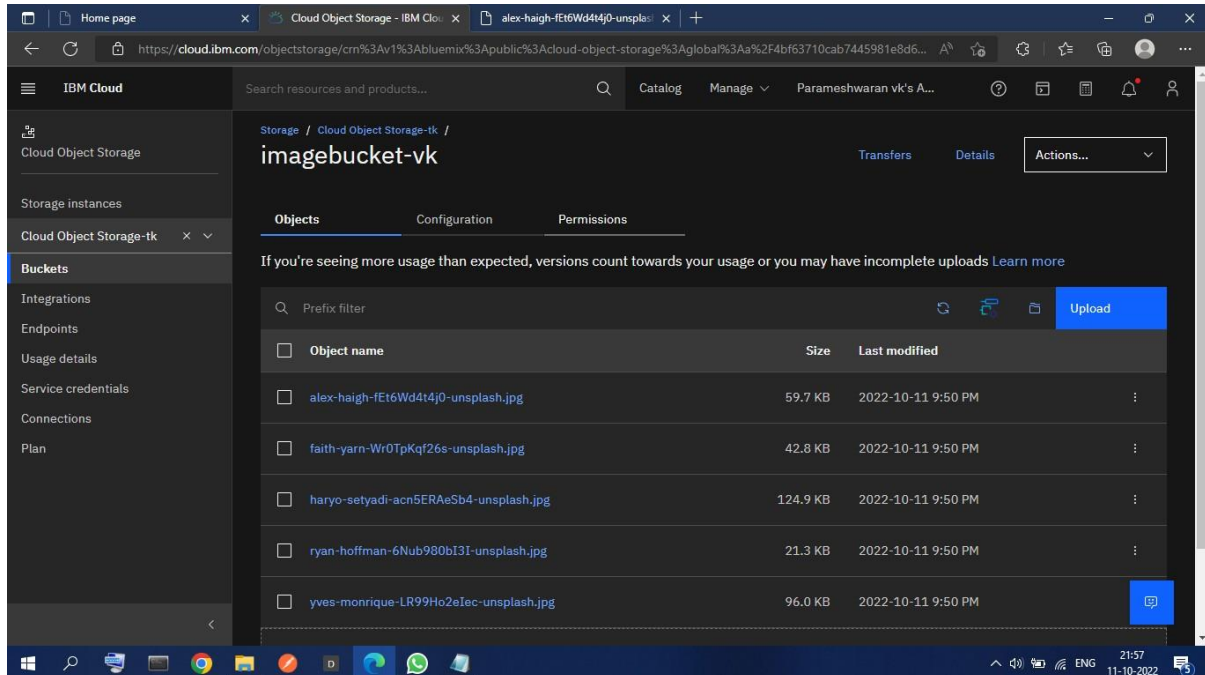 Home page
Cloud Object Storage - IBM Clou
alex-haigh-fEt6Wd4t4j0-unsplas
https://cloud.ibm.com/objectstorage/crn%3Av1%3Abluemix%3Apublic%3Acloud-object-storage%3Aglobal%3Aa%2F4bf63710cab7445981e8d6...
IBM Cloud
Search resources and products...
Catalog
Manage
Parameshwaran vk's A...
Cloud Object Storage
Storage instances
Cloud Object Storage-tk
Buckets
Integrations
Endpoints
Usage details
Service credentials
Connections
Plan
Storage / Cloud Object Storage-tk /
imagebucket-vk
Transfers
Details
Actions...
Objects
Configuration
Permissions
If you're seeing more usage than expected, versions count towards your usage or you may have incomplete uploads Learn more
Prefix filter
Upload
Object name Size Last modified
alex-haigh-fEt6Wd4t4j0-unsplash.jpg 59.7 KB 2022-10-11 9:50 PM
faith-yarn-Wr0TpKqf26s-unsplash.jpg 42.8 KB 2022-10-11 9:50 PM
haryo-setyadi-acn5ERAeSb4-unsplash.jpg 124.9 KB 2022-10-11 9:50 PM
ryan-hoffman-6Nub980bI3I-unsplash.jpg 21.3 KB 2022-10-11 9:50 PM
yves-monrique-LR99Ho2eIec-unsplash.jpg 96.0 KB 2022-10-11 9:50 PM
D
ENG
21:57
11-10-2022
5